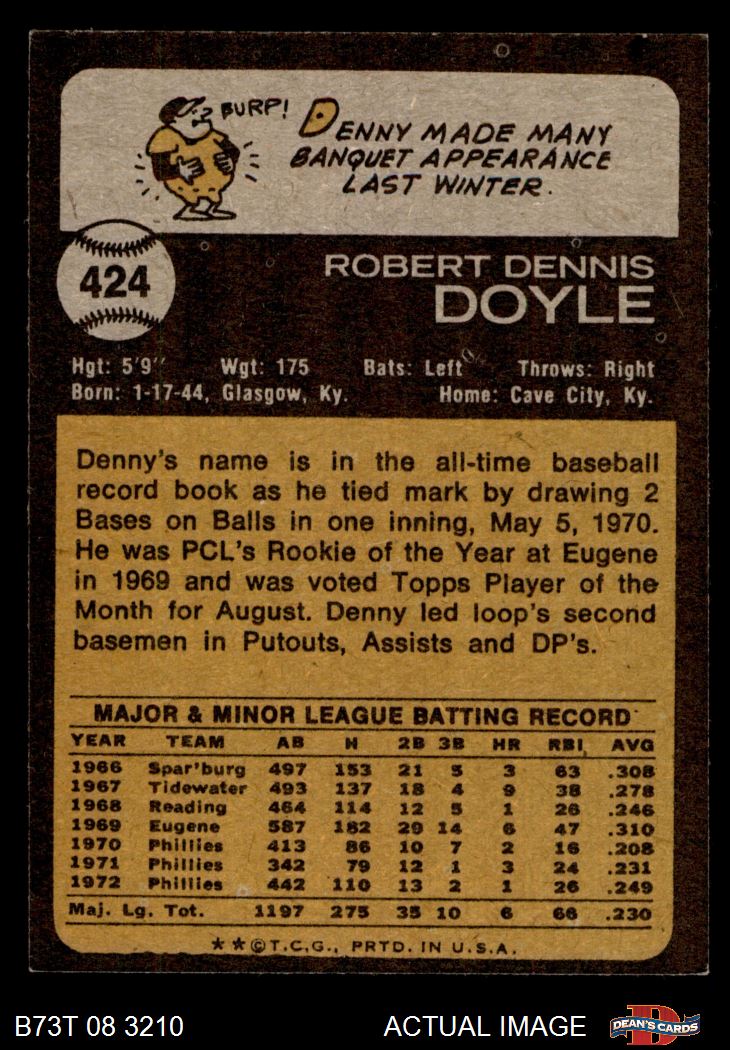 BURP!
DENNY MADE MANY
BANQUET APPEARANCE
LAST WINTER.
424
ROBERT DENNIS
DOYLE
Hgt: 5'9" Wgt: 175 Bats: Left Throws: Right
Born: 1-17-44, Glasgow, Ky. Home: Cave City, Ky.
Denny's name is in the all-time baseball
record book as he tied mark by drawing 2
Bases on Balls in one inning, May 5, 1970.
He was PCL's Rookie of the Year at Eugene
in 1969 and was voted Topps Player of the
Month for August. Denny led loop's second
basemen in Putouts, Assists and DP's.
MAJOR & MINOR LEAGUE BATTING RECORD
YEAR TEAM AB H 2B 3B HR RBI AVG
1966 Spar'burg 497 153 21 5 3 63 .308
1967 Tidewater 493 137 18 4 9 38 .278
1968 Reading 464 114 12 5 1 26 .246
1969 Eugene 587 182 29 14 6 47 .310
1970 Phillies 413 86 10 7 2 16 .208
1971 Phillies 342 79 12 1 3 24 .231
1972 Phillies 442 110 13 2 1 26 .249
Maj. Lg. Tot. 1197 275 35 10 6 66 .230
★★©T.C.G., PRTD. IN U.S.A.
B73T 08 3210 ACTUAL IMAGE DEAN'S CARDS